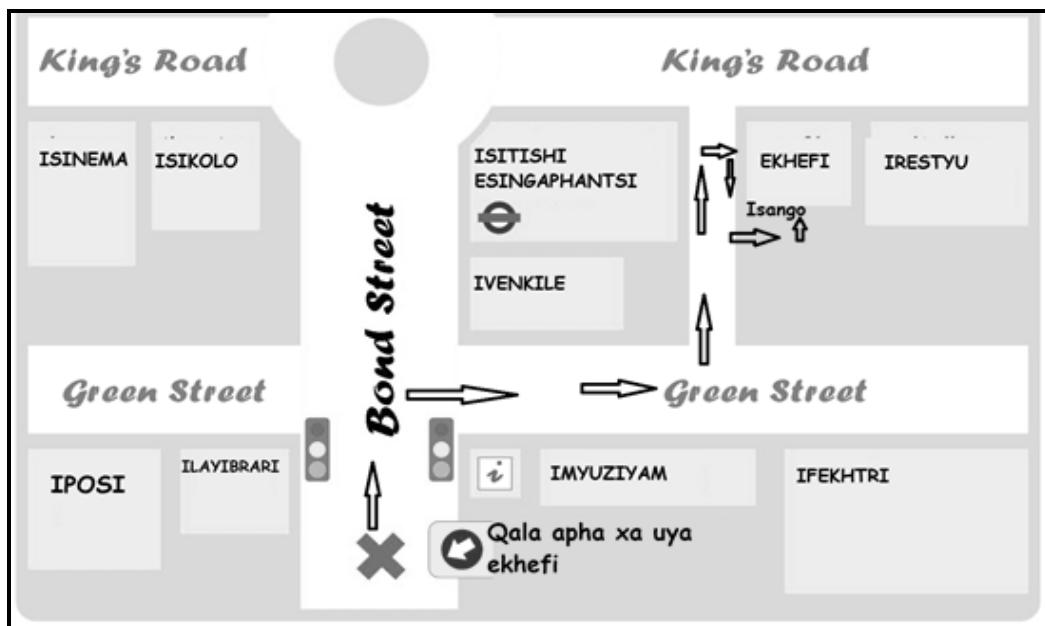 King's Road
King's Road
ISINEMA
ISIKOLO
ISITISHI
ESINGAPHANTSI
EKHEFI
IRESTYU
Isango
IVENKILE
Bond Street
Green Street
Green Street
IPOSI
ILAYIBRARI
i
IMYUZIYAM
IFEKHTRI
Qala apha xa uya
ekhefi